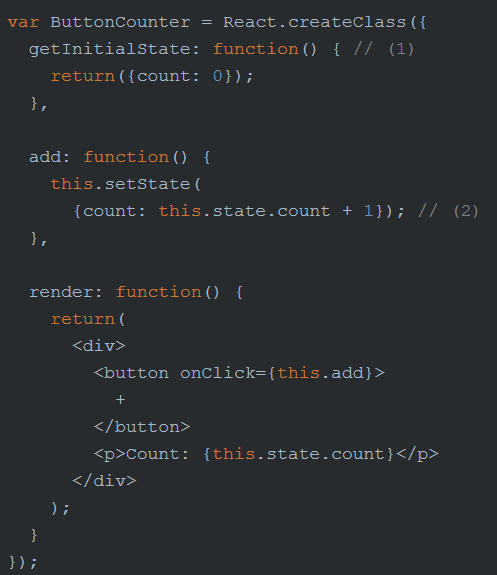 var ButtonCounter = React.createClass({
  getInitialState: function() { // (1)
    return({count: 0});
  },

  add: function() {
    this.setState(
      {count: this.state.count + 1}); // (2)
  },

  render: function() {
    return(
      <div>
        <button onClick={this.add}>
          +
        </button>
        <p>Count: {this.state.count}</p>
      </div>
    );
  }
});